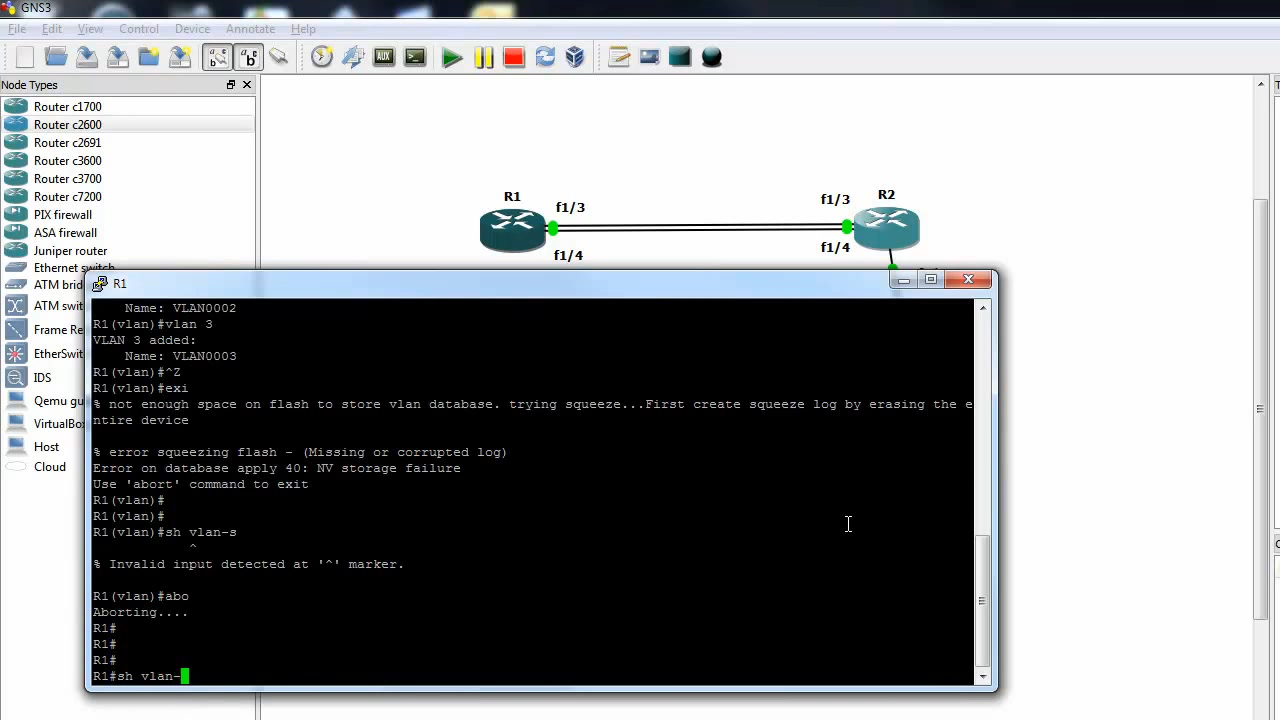 GNS3
File Edit View Control Device Annotate Help
Node Types
Router c1700
Router c2600
Router c2691
Router c3600
Router c3700
Router c7200
PIX firewall
ASA firewall
Juniper router
Ethernet switch
ATM brid
ATM swit
Frame Re
EtherSwit
IDS
Qemu gu
VirtualBox
Host
Cloud
AUX
R1
f1/3
f1/4
R2
f1/3
f1/4
R1
Name: VLAN0002
R1(vlan)#vlan 3
VLAN 3 added:
Name: VLAN0003
R1(vlan)#^Z
R1(vlan)#exi
% not enough space on flash to store vlan database. trying squeeze...First create squeeze log by erasing the e
ntire device
% error squeezing flash - (Missing or corrupted log)
Error on database apply 40: NV storage failure
Use 'abort' command to exit
R1(vlan)#
R1(vlan)#
R1(vlan)#sh vlan-s
^
% Invalid input detected at '^' marker.
R1(vlan)#abo
Aborting....
R1#
R1#
R1#
R1#sh vlan-